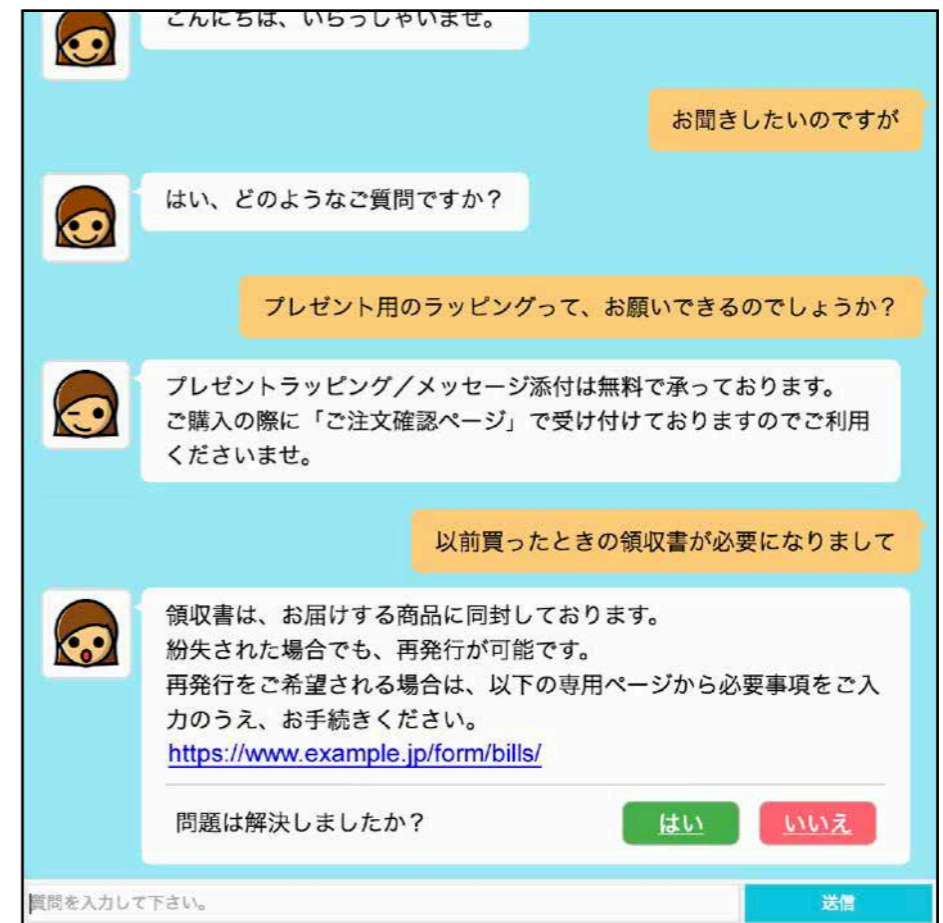 こんにちは、いらっしゃいませ。
お聞きしたいのですが
はい、どのようなご質問ですか？
プレゼント用のラッピングって、お願いできるのでしょうか？
プレゼントラッピング／メッセージ添付は無料で承っております。
ご購入の際に「ご注文確認ページ」で受け付けておりますのでご利用
くださいませ。
以前買ったときの領収書が必要になりまして
領収書は、お届けする商品に同封しております。
紛失された場合でも、再発行が可能です。
再発行をご希望される場合は、以下の専用ページから必要事項をご入
力のうえ、お手続きください。
https://www.example.jp/form/bills/
問題は解決しましたか？
はい
いいえ
質問を入力して下さい。
送信